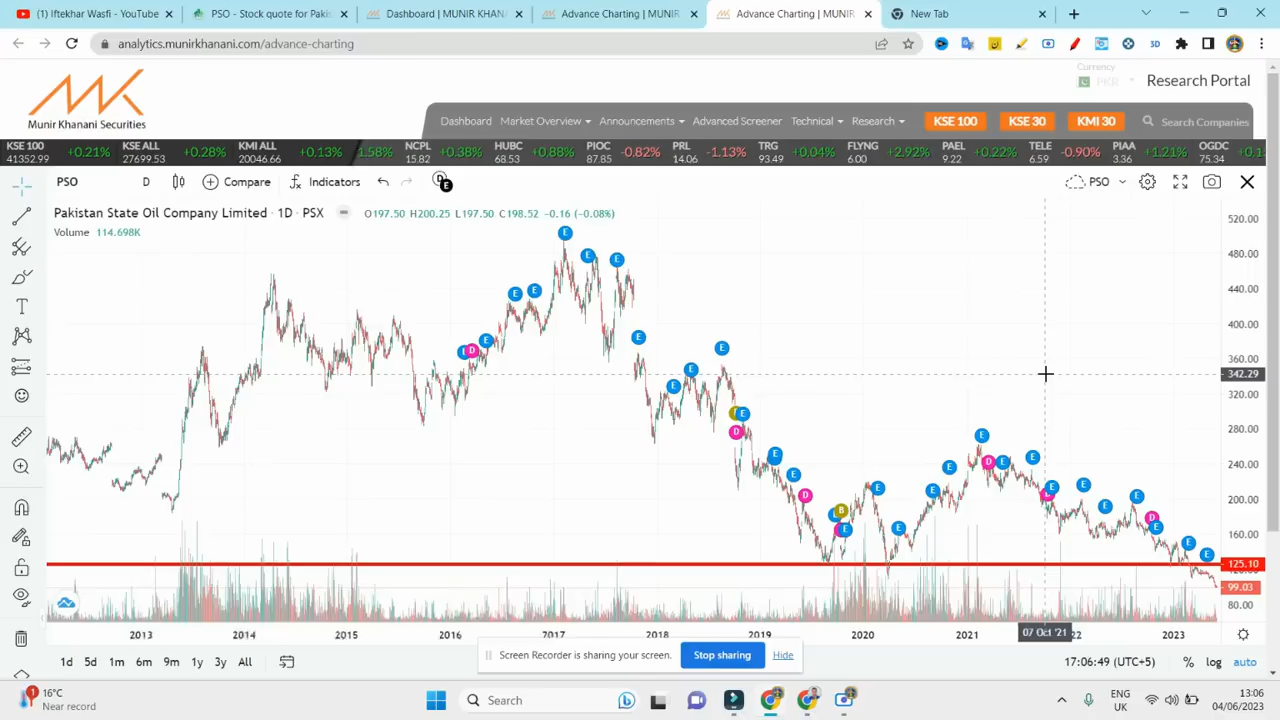 Iftekhar Wasfi - YouTube
PSO - Stock quote for Paki
Dashboard | MUNIR KHAN
Advance Charting | MUNIR
Advance Charting | MUNIR
New Tab
analytics.munirkhanani.com/advance-charting
Munir Khanani Securities
Currency
PKR
Research Portal
Dashboard Market Overview Announcements Advanced Screener Technical Research KSE 100 KSE 30 KMI 30 Search Companies
KSE 100 KSE ALL KMI ALL NCPL HUBC PIOC PRL TRG FLYNG PAEL TELE PIAA OGDC
41352.99 +0.21% 27699.53 +0.28% 20046.66 +0.13% 1.58% 15.82 +0.38% 68.53 +0.88% 87.85 -0.82% 14.06 -1.13% 93.49 +0.04% 6.00 +2.92% 9.22 +0.22% 6.59 -0.90% 3.36 +1.21% 75.34
PSO D Compare Indicators D E PSO
Pakistan State Oil Company Limited · 1D · PSX O197.50 H200.25 L197.50 C198.52 -0.16 (-0.08%)
Volume 114.698K
520.00
480.00
440.00
400.00
360.00
342.29
320.00
280.00
240.00
200.00
160.00
125.10
99.03
80.00
2013 2014 2015 2016 2017 2018 2019 2020 2021 07 Oct '21 22 2023
1d 5d 1m 6m 9m 1y 3y All
Screen Recorder is sharing your screen. Stop sharing Hide
17:06:49 (UTC+5) % log auto
1
16°C
Near record
Search
ENG
UK
13:06
04/06/2023